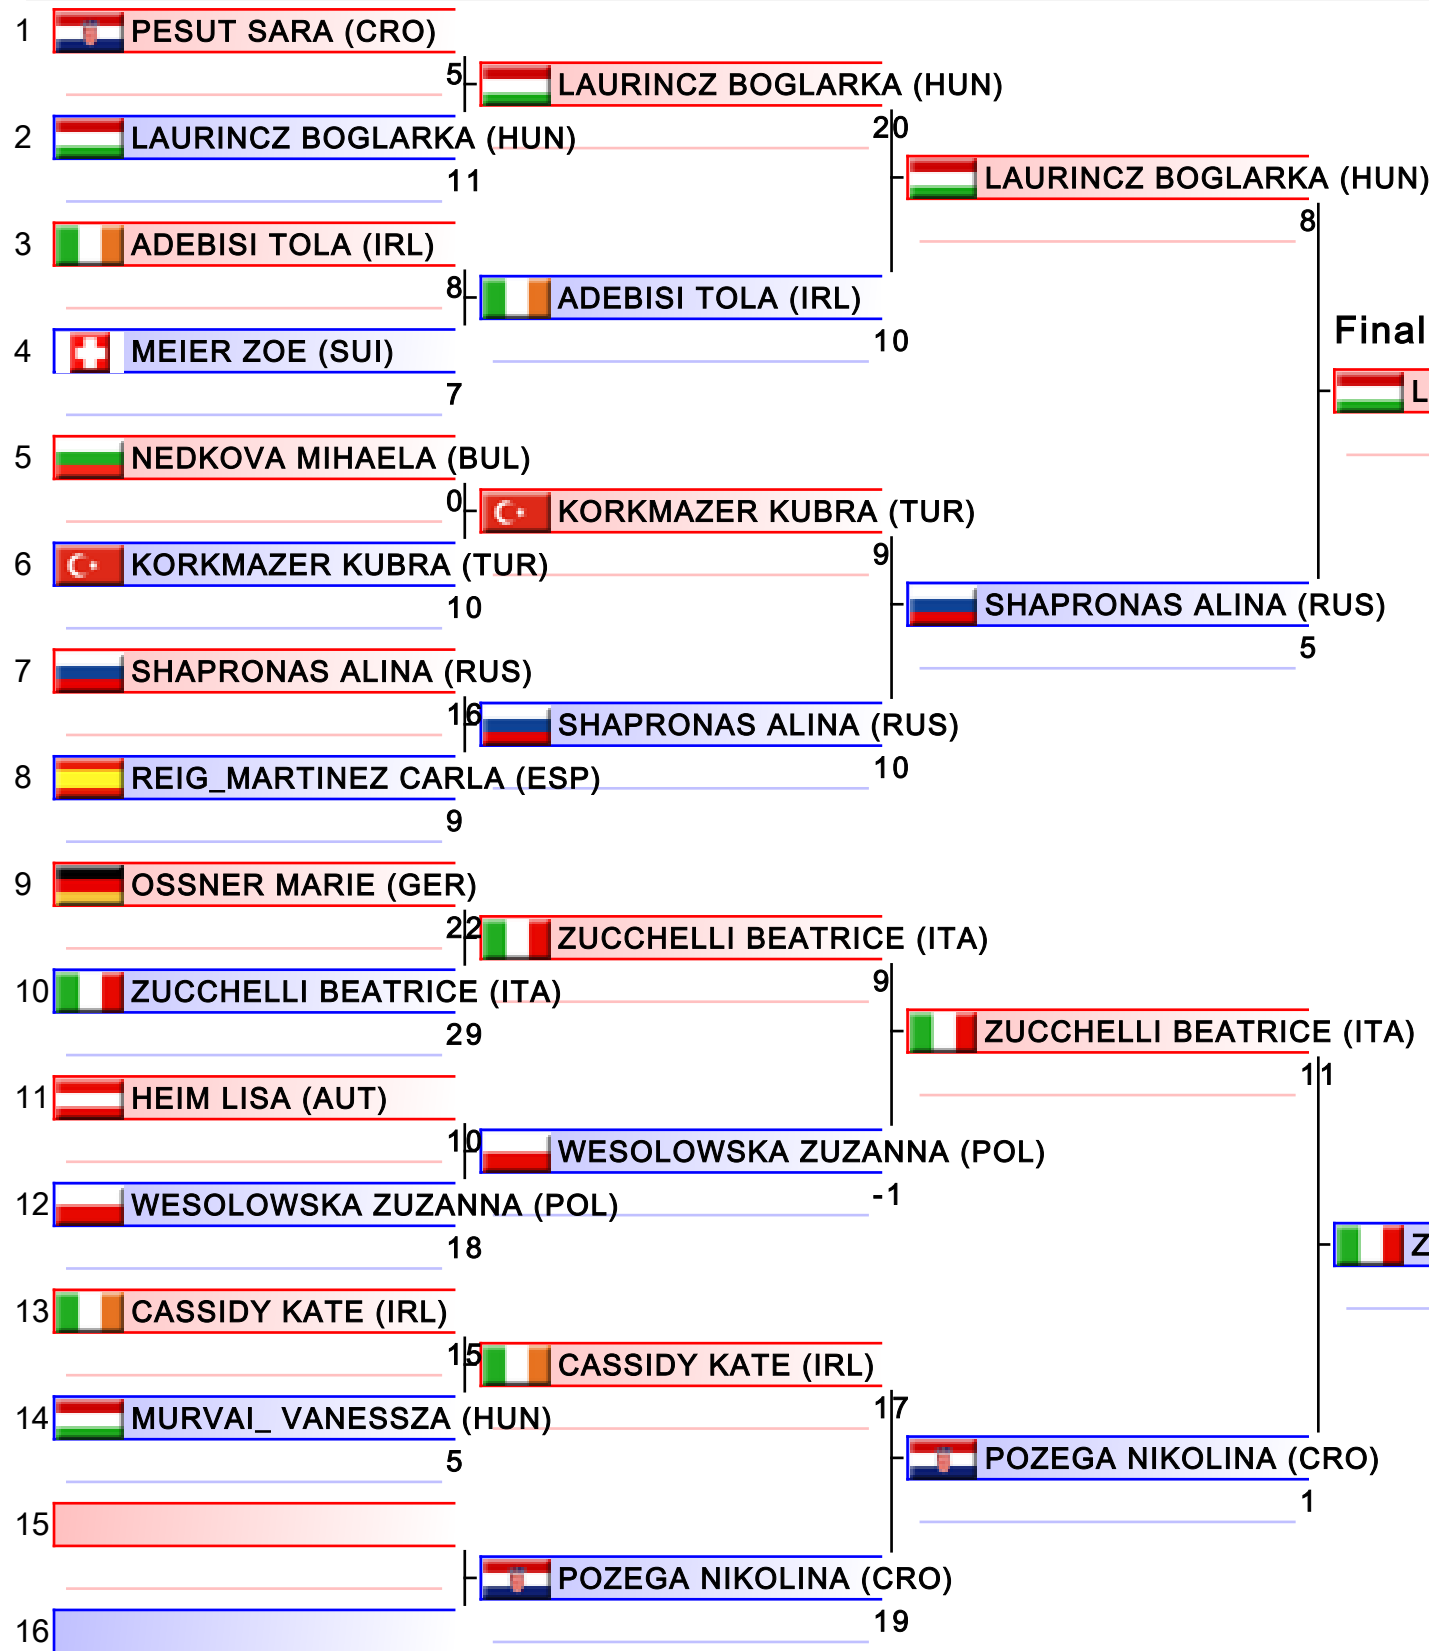 1 PESUT SARA (CRO)
5 LAURINCZ BOGLARKA (HUN)
20
2 LAURINCZ BOGLARKA (HUN)
11
LAURINCZ BOGLARKA (HUN)
8
3 ADEBISI TOLA (IRL)
8 ADEBISI TOLA (IRL)
10
4 MEIER ZOE (SUI)
7
Final
L
5 NEDKOVA MIHAELA (BUL)
0 KORKMAZER KUBRA (TUR)
9
6 KORKMAZER KUBRA (TUR)
10
SHAPRONAS ALINA (RUS)
5
7 SHAPRONAS ALINA (RUS)
16 SHAPRONAS ALINA (RUS)
10
8 REIG_MARTINEZ CARLA (ESP)
9
9 OSSNER MARIE (GER)
22 ZUCCHELLI BEATRICE (ITA)
9
10 ZUCCHELLI BEATRICE (ITA)
29
ZUCCHELLI BEATRICE (ITA)
11
11 HEIM LISA (AUT)
10 WESOLOWSKA ZUZANNA (POL)
-1
12 WESOLOWSKA ZUZANNA (POL)
18
Z
13 CASSIDY KATE (IRL)
15 CASSIDY KATE (IRL)
17
14 MURVAI_ VANESSZA (HUN)
5
POZEGA NIKOLINA (CRO)
1
15
POZEGA NIKOLINA (CRO)
19
16